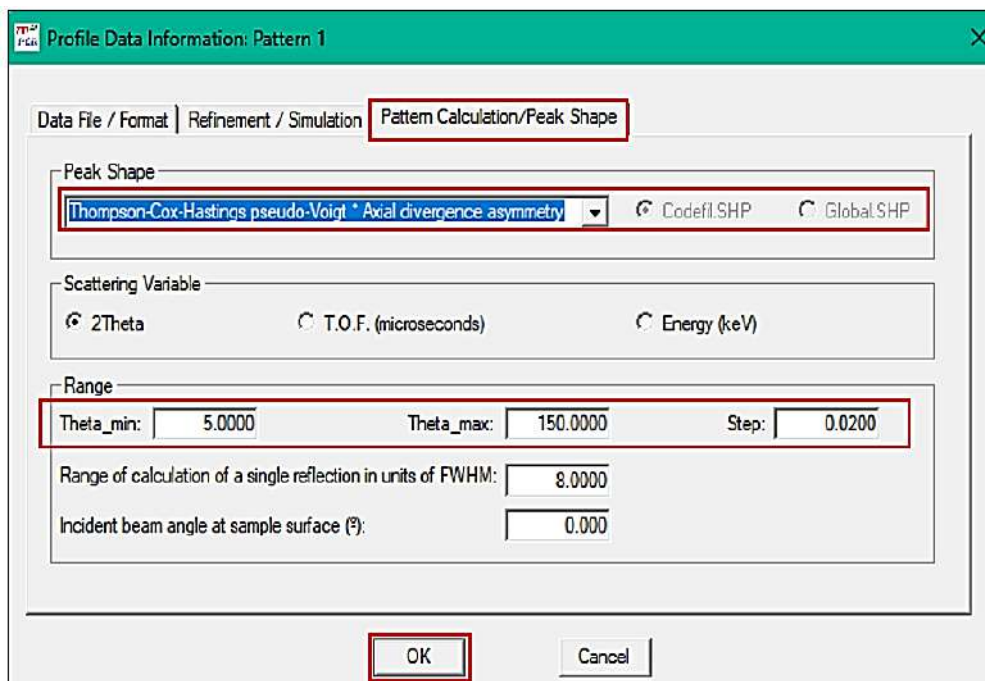 Profile Data Information: Pattern 1
Data File / Format Refinement / Simulation Pattern Calculation/Peak Shape
Peak Shape
Thompson-Cox-Hastings pseudo-Voigt * Axial divergence asymmetry Codefil.SHP Global.SHP
Scattering Variable
2Theta T.O.F. (microseconds) Energy (keV)
Range
Theta_min: 5.0000 Theta_max: 150.0000 Step: 0.0200
Range of calculation of a single reflection in units of FWHM: 8.0000
Incident beam angle at sample surface (º): 0.000
OK Cancel